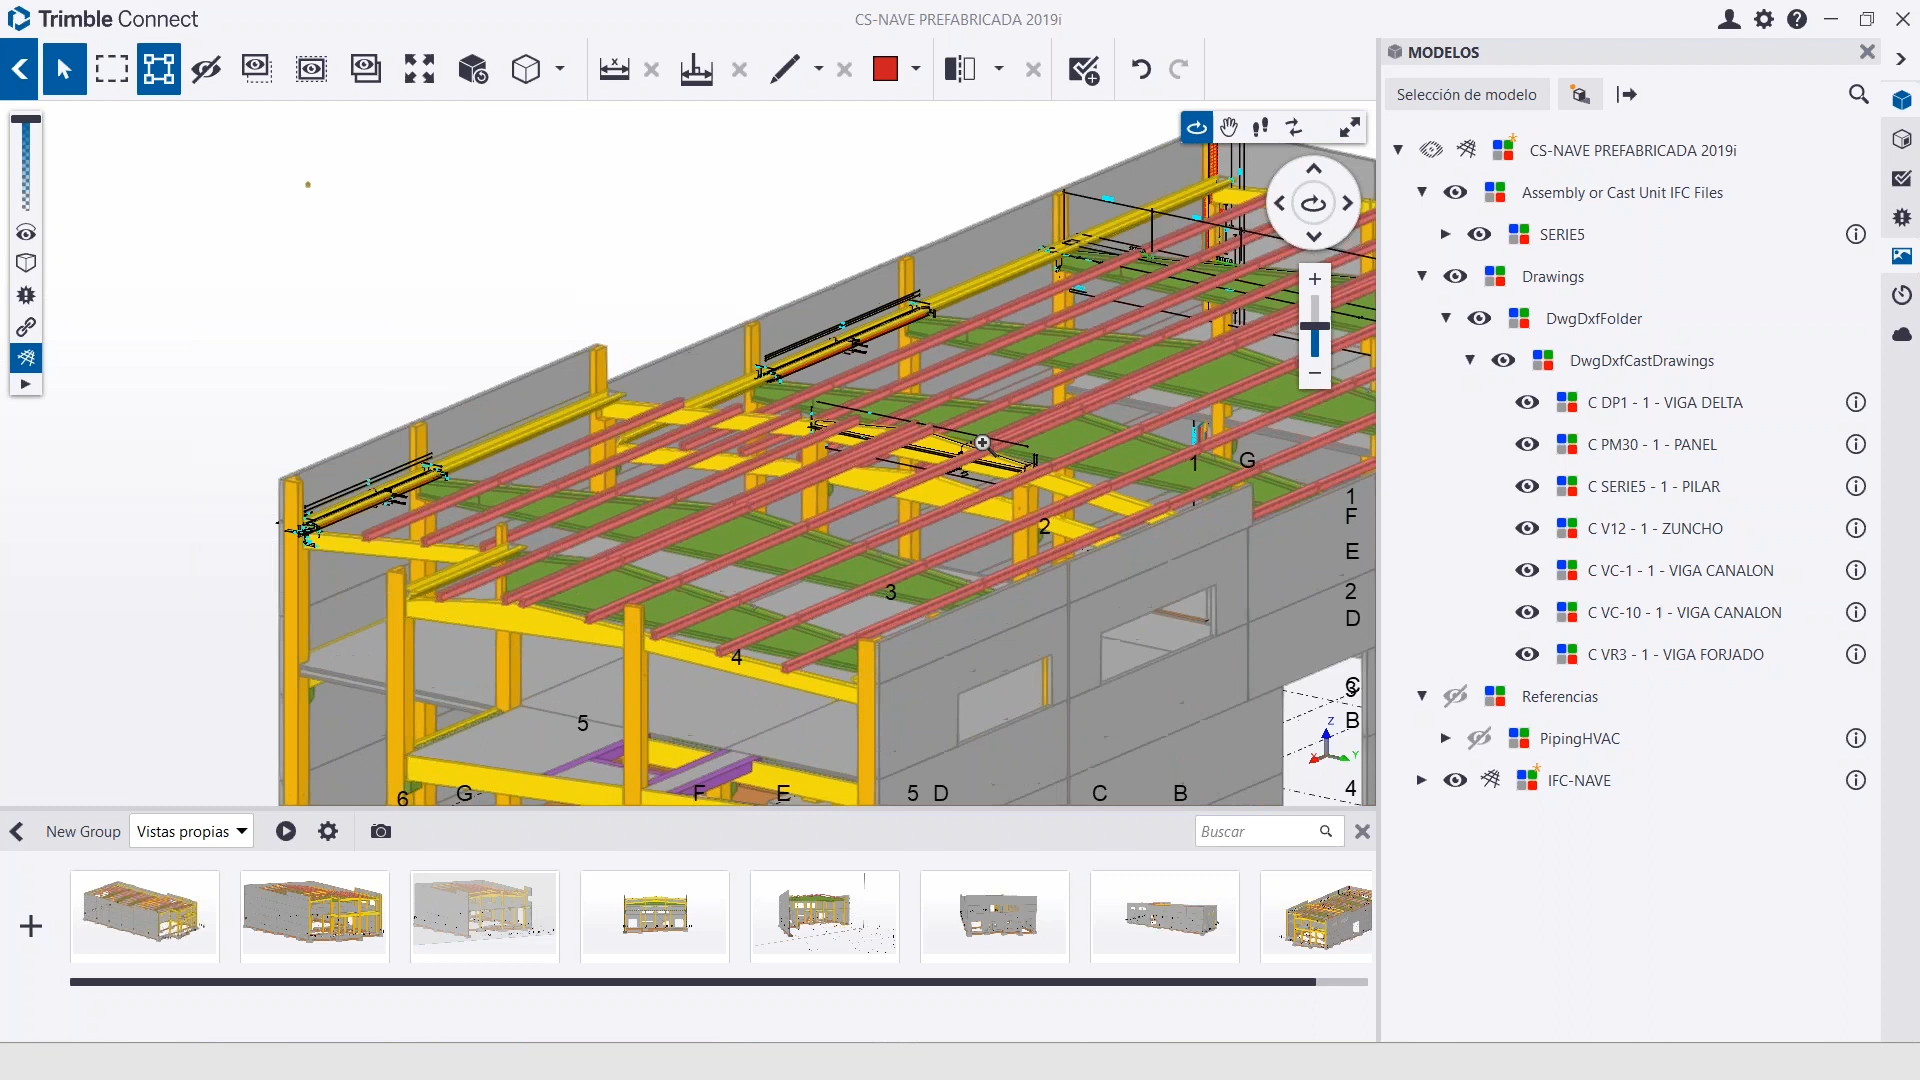 Trimble Connect
CS-NAVE PREFABRICADA 2019i
MODELOS
Selección de modelo
CS-NAVE PREFABRICADA 2019i
Assembly or Cast Unit IFC Files
SERIE5
Drawings
DwgDxfFolder
DwgDxfCastDrawings
C DP1 - 1 - VIGA DELTA
C PM30 - 1 - PANEL
C SERIE5 - 1 - PILAR
C V12 - 1 - ZUNCHO
C VC-1 - 1 - VIGA CANALON
C VC-10 - 1 - VIGA CANALON
C VR3 - 1 - VIGA FORJADO
Referencias
PipingHVAC
IFC-NAVE
1 G
1
F
2
E
3
2
D
4
C
3
5
B
Z
X Y
4
6 G F E 5 D C B
New Group Vistas propias
Buscar